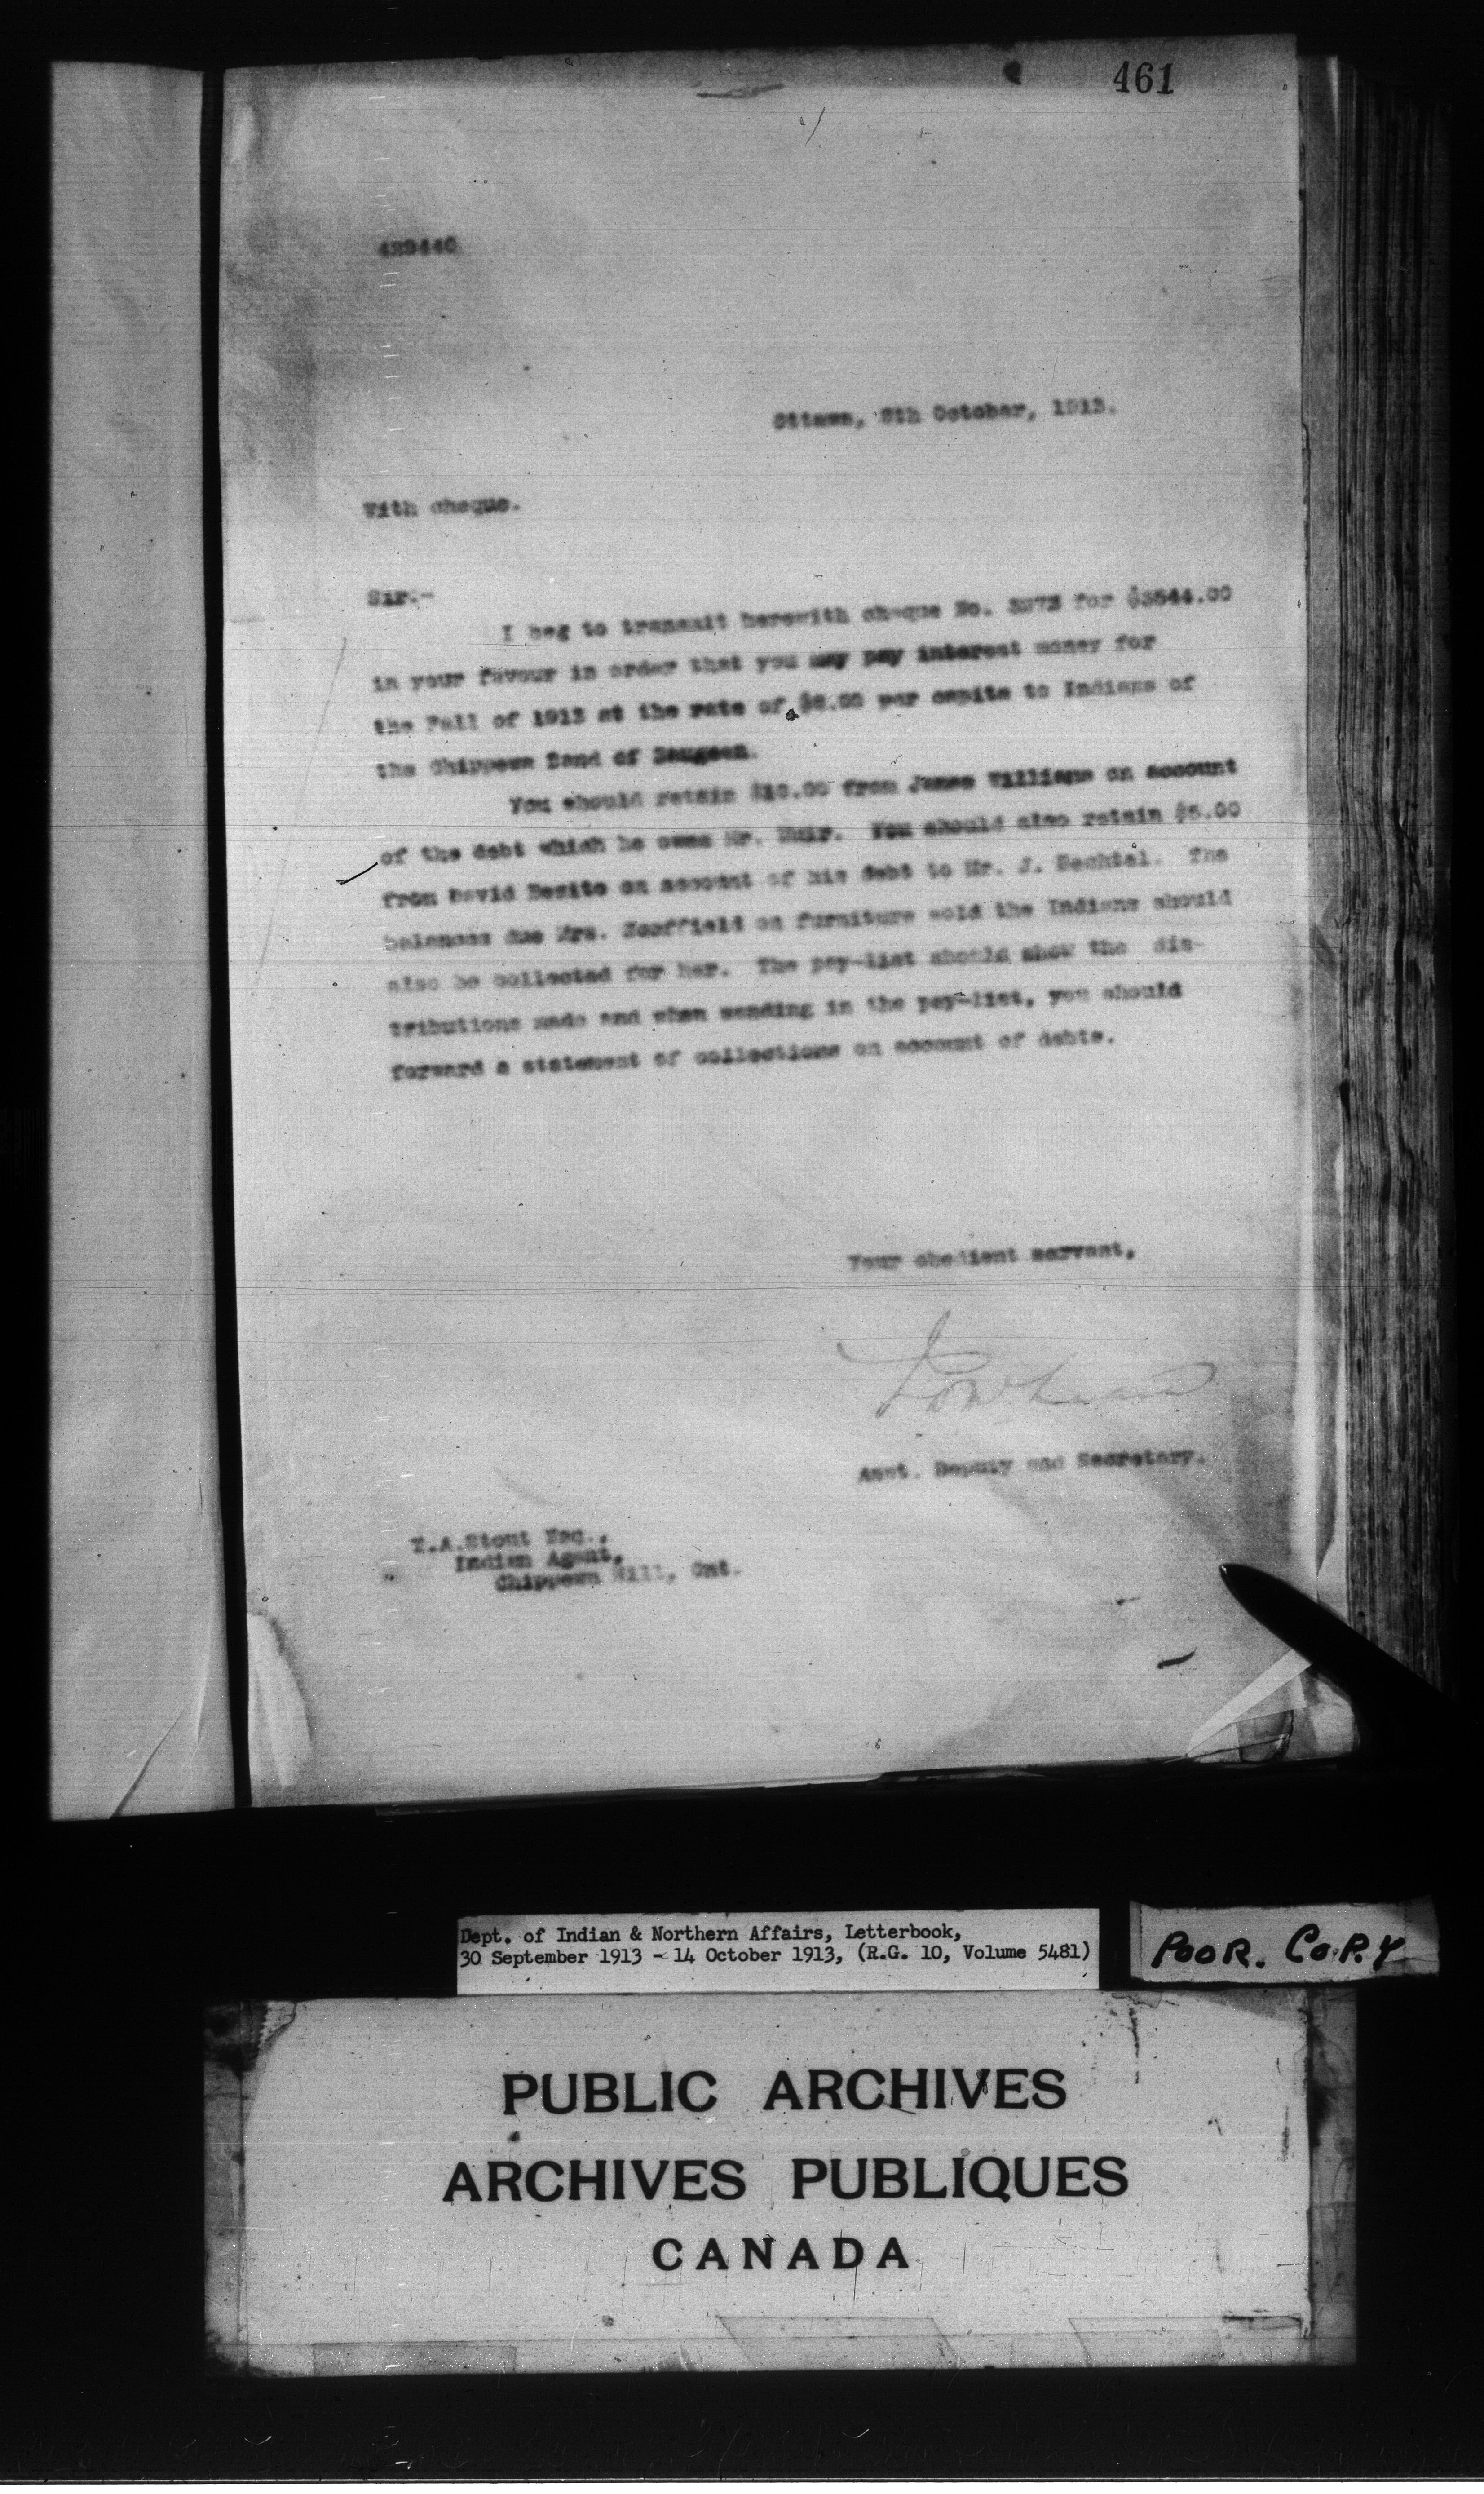 461
429440
Ottawa, 8th October, 1913.
With cheque.
Sir:-
I beg to transmit herewith cheque No. for $3544.00
in your favour in order that you may pay interest money for
the Fall of 1913 at the rate of $8.00 per capita to Indians of
the Chippewa Band of Saugeen.
You should retain $10.00 from James Williams on account
of the debt which he owes Mr. Muir. You should also retain $5.00
from David Besito on account of his debt to Mr. J. Bechtel. The
balances due Mrs. Scoffield on furniture sold the Indians should
also be collected for her. The pay-list should show the dis-
tributions made and when sending in the pay-list, you should
forward a statement of collections on account of debts.
Your obedient servant,
Asst. Deputy and Secretary.
T.A.Stout Esq.,
Indian Agent,
Chippewa Hill, Ont.
Dept. of Indian & Northern Affairs, Letterbook,
30 September 1913 - 14 October 1913, (R.G. 10, Volume 5481)
POOR. COPY
PUBLIC ARCHIVES
ARCHIVES PUBLIQUES
CANADA